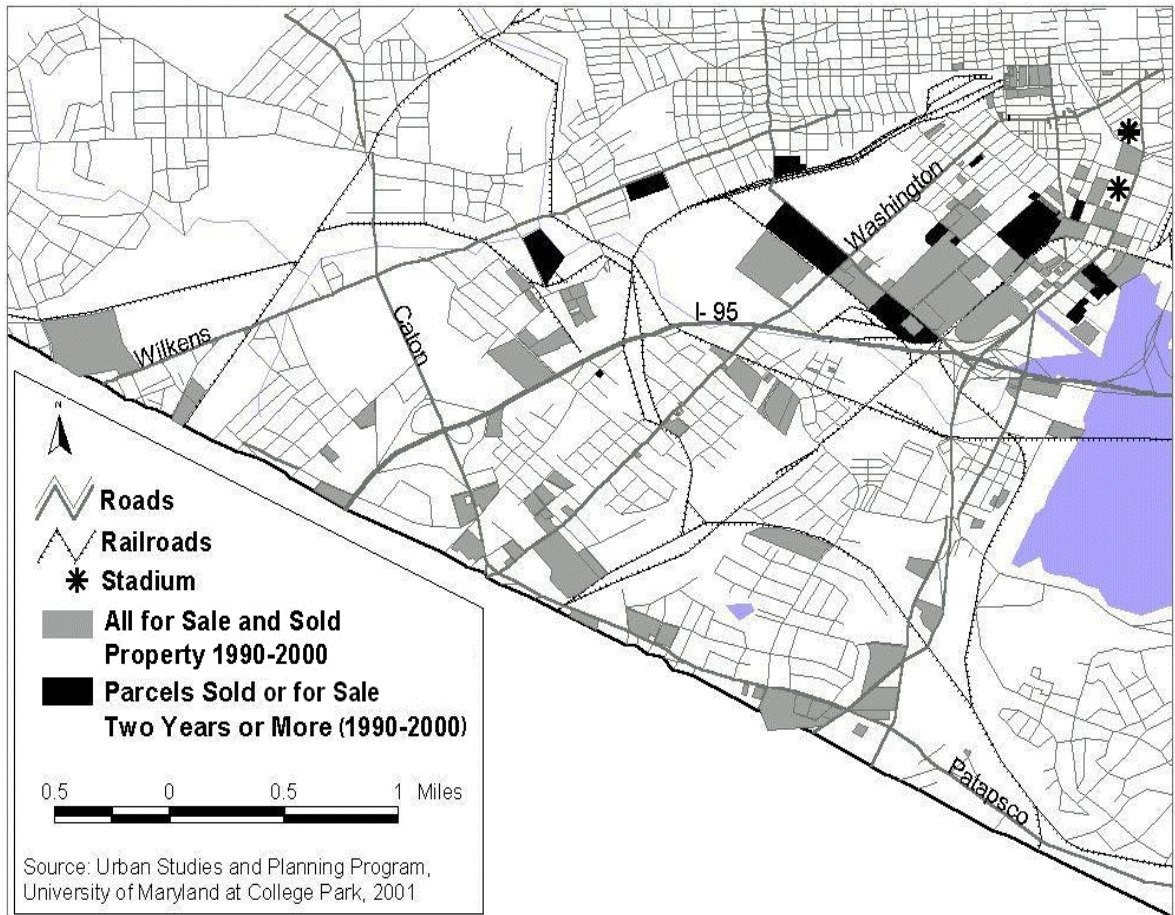 Washington
I- 95
Wilkens
Caton
N
Roads
Railroads
Stadium
All for Sale and Sold
Property 1990-2000
Parcels Sold or for Sale
Two Years or More (1990-2000)
0.5 0 0.5 1 Miles
Patapsco
Source: Urban Studies and Planning Program,
University of Maryland at College Park, 2001